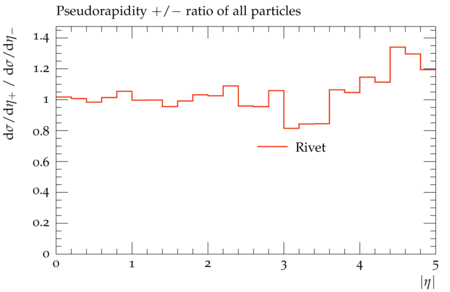 Pseudorapidity +/− ratio of all particles
dσ/dη₊ / dσ/dη₋
1.4
1.2
1
0.8
0.6
0.4
0.2
0
Rivet
0 1 2 3 4 5
|η|